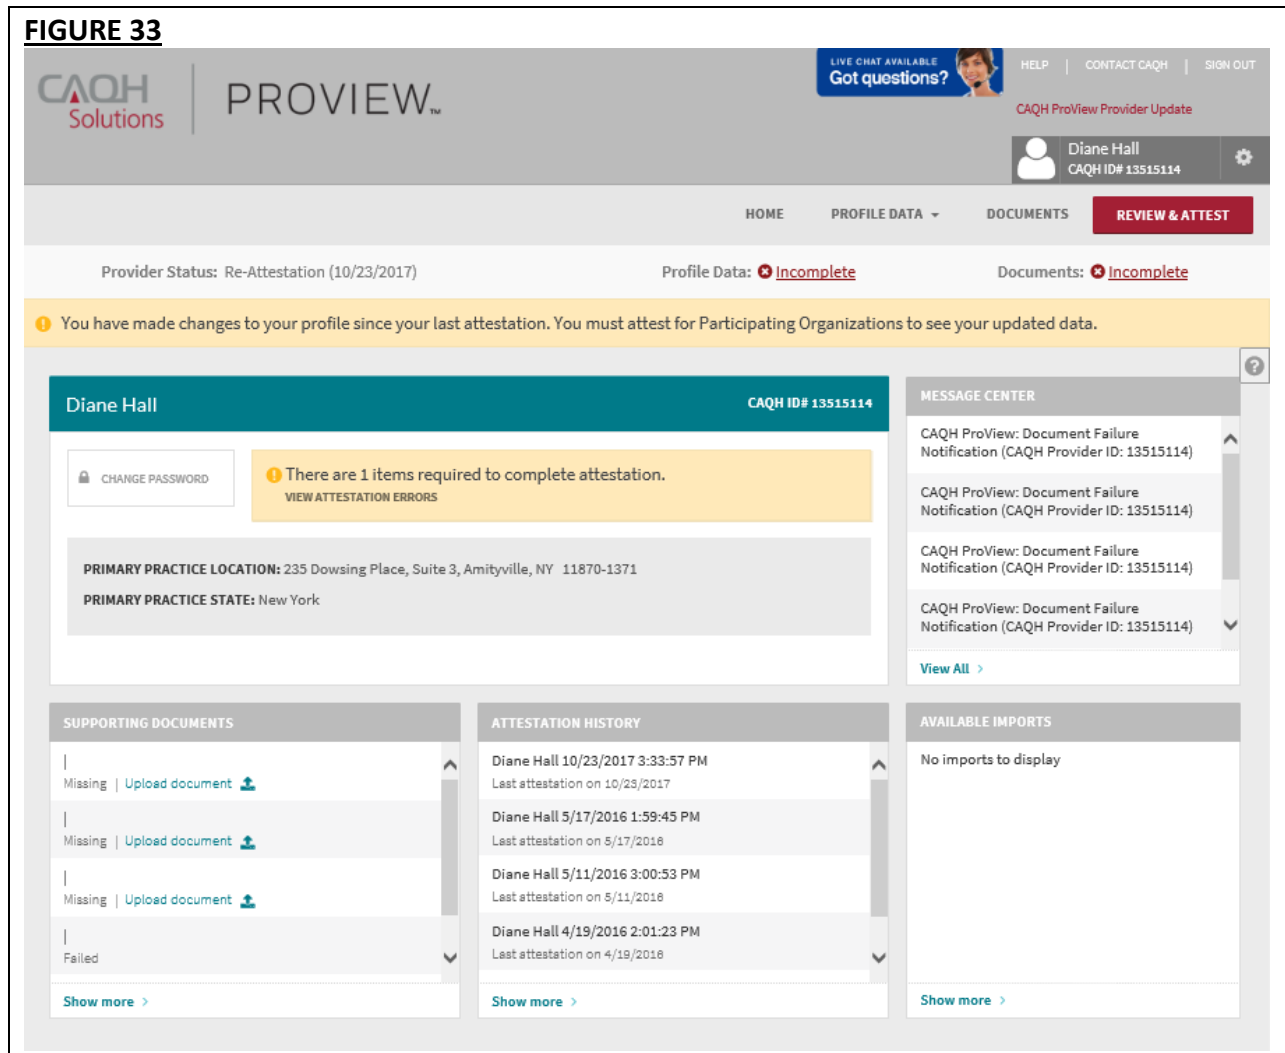 FIGURE 33
CAQH
Solutions
PROVIEW™
LIVE CHAT AVAILABLE
Got questions?
HELP | CONTACT CAQH | SIGN OUT
CAQH ProView Provider Update
Diane Hall
CAQH ID# 13515114
HOME PROFILE DATA DOCUMENTS REVIEW & ATTEST
Provider Status: Re-Attestation (10/23/2017) Profile Data: Incomplete Documents: Incomplete
You have made changes to your profile since your last attestation. You must attest for Participating Organizations to see your updated data.
?
Diane Hall CAQH ID# 13515114
CHANGE PASSWORD
There are 1 items required to complete attestation.
VIEW ATTESTATION ERRORS
PRIMARY PRACTICE LOCATION: 235 Dowsing Place, Suite 3, Amityville, NY 11870-1371
PRIMARY PRACTICE STATE: New York
MESSAGE CENTER
CAQH ProView: Document Failure
Notification (CAQH Provider ID: 13515114)
CAQH ProView: Document Failure
Notification (CAQH Provider ID: 13515114)
CAQH ProView: Document Failure
Notification (CAQH Provider ID: 13515114)
CAQH ProView: Document Failure
Notification (CAQH Provider ID: 13515114)
View All >
SUPPORTING DOCUMENTS
|
Missing | Upload document
|
Missing | Upload document
|
Missing | Upload document
|
Failed
Show more >
ATTESTATION HISTORY
Diane Hall 10/23/2017 3:33:57 PM
Last attestation on 10/23/2017
Diane Hall 5/17/2016 1:59:45 PM
Last attestation on 5/17/2016
Diane Hall 5/11/2016 3:00:53 PM
Last attestation on 5/11/2016
Diane Hall 4/19/2016 2:01:23 PM
Last attestation on 4/19/2016
Show more >
AVAILABLE IMPORTS
No imports to display
Show more >